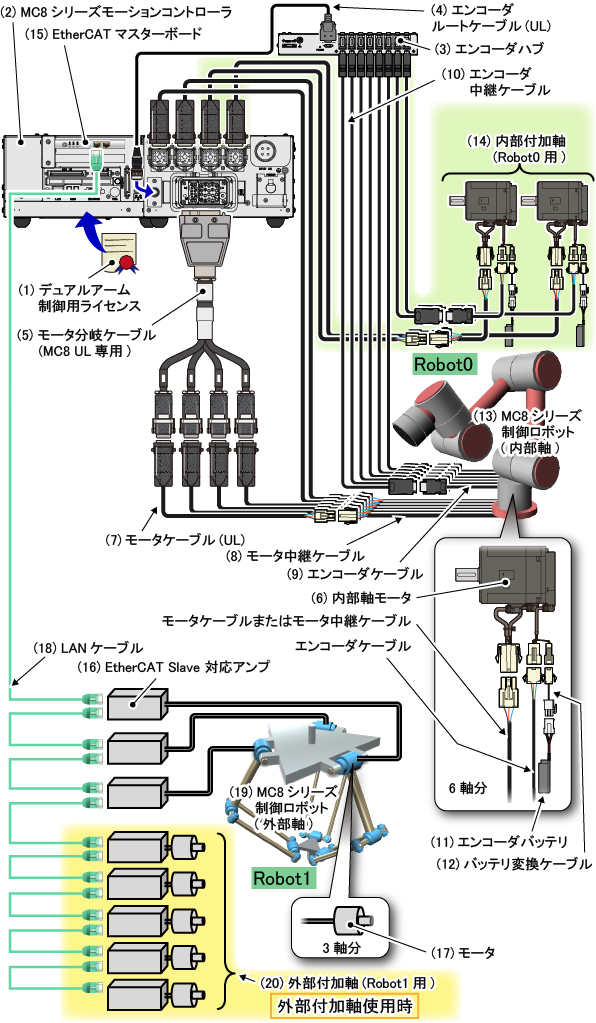 (2) MC8シリーズモーションコントローラ
(15) EtherCAT マスターボード
(4) エンコーダ
ルートケーブル (UL)
(3) エンコーダハブ
(10) エンコーダ
中継ケーブル
(14) 内部付加軸
(Robot0 用)
(1) デュアルアーム
制御用ライセンス
(5) モータ分岐ケーブル
(MC8 UL 専用)
Robot0
(13) MC8 シリーズ
制御ロボット
(内部軸)
(7) モータケーブル (UL)
(8) モータ中継ケーブル
(9) エンコーダケーブル
(6) 内部軸モータ
モータケーブルまたはモータ中継ケーブル
エンコーダケーブル
(18) LAN ケーブル
(16) EtherCAT Slave 対応アンプ
(19) MC8 シリーズ
制御ロボット
(外部軸)
6 軸分
(11) エンコーダバッテリ
(12) バッテリ変換ケーブル
Robot1
3 軸分
(17) モータ
(20) 外部付加軸 (Robot1 用)
外部付加軸使用時